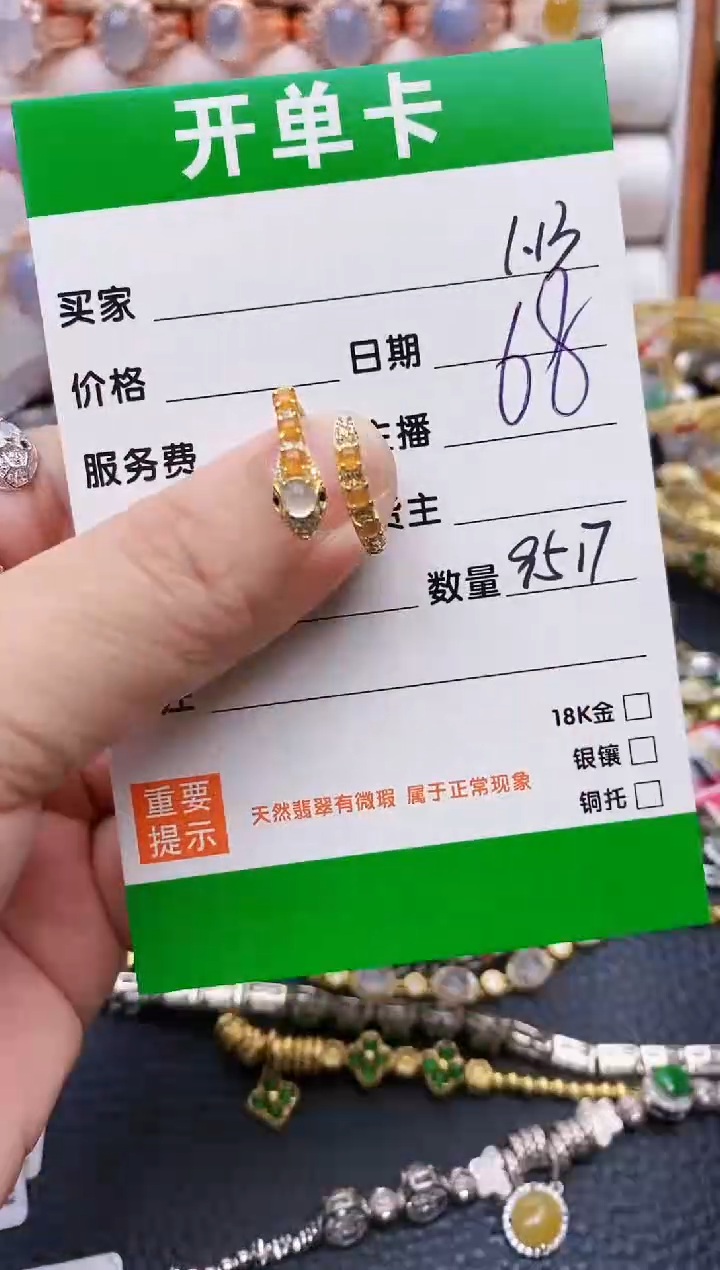 开单卡
1.13
买家
价格 日期 68
服务费 主播
货主
数量 9517
注
18K金
银镶
铜托
重要提示 天然翡翠有微瑕 属于正常现象